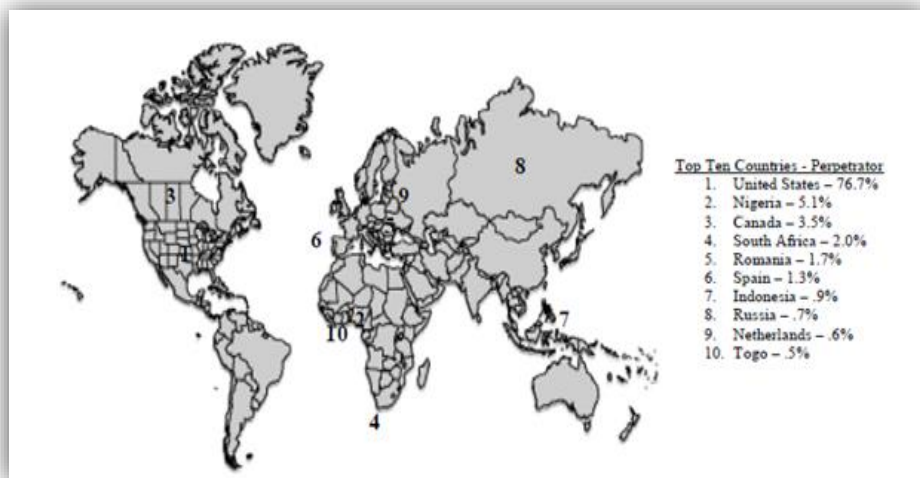 Top Ten Countries - Perpetrator
1. United States – 76.7%
2. Nigeria – 5.1%
3. Canada – 3.5%
4. South Africa – 2.0%
5. Romania – 1.7%
6. Spain – 1.3%
7. Indonesia – .9%
8. Russia – .7%
9. Netherlands – .6%
10. Togo – .5%
8
3
9
5
6
1
2
7
10
4